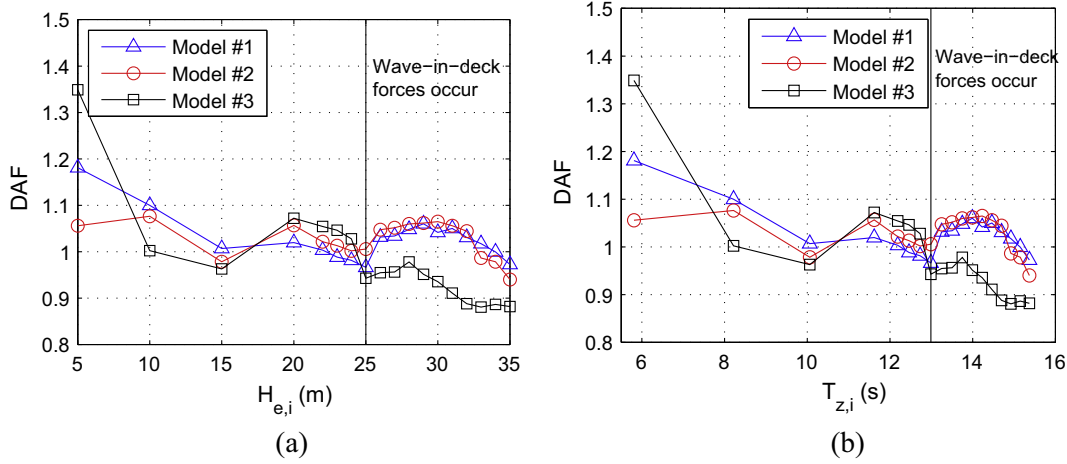 1.5
1.4
1.3
1.2
1.1
1
0.9
0.8
DAF
Model #1
Model #2
Model #3
Wave−in−deck
forces occur
5 10 15 20 25 30 35
H e,i (m)
(a)
1.5
1.4
1.3
1.2
1.1
1
0.9
0.8
DAF
Model #1
Model #2
Model #3
Wave−in−deck
forces occur
6 8 10 12 14 16
T z,i (s)
(b)